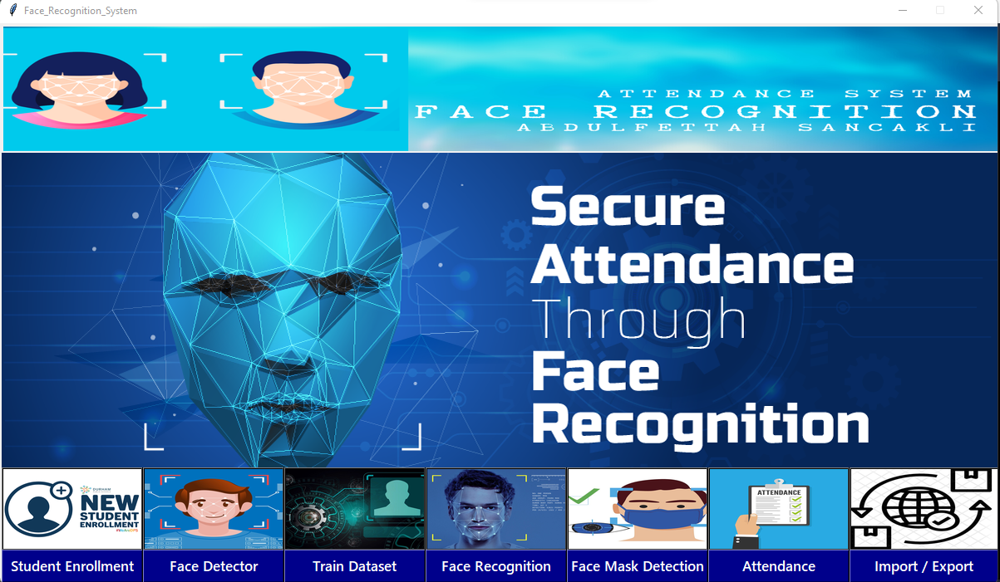 Face_Recognition_System
ATTENDANCE SYSTEM
FACE RECOGNITION
ABDULFETTAH SANCAKLI
Secure
Attendance
Through
Face
Recognition
DURHAM
NEW
STUDENT
ENROLLMENT
#WeAreDPS
ATTENDANCE
Student Enrollment
Face Detector
Train Dataset
Face Recognition
Face Mask Detection
Attendance
Import / Export